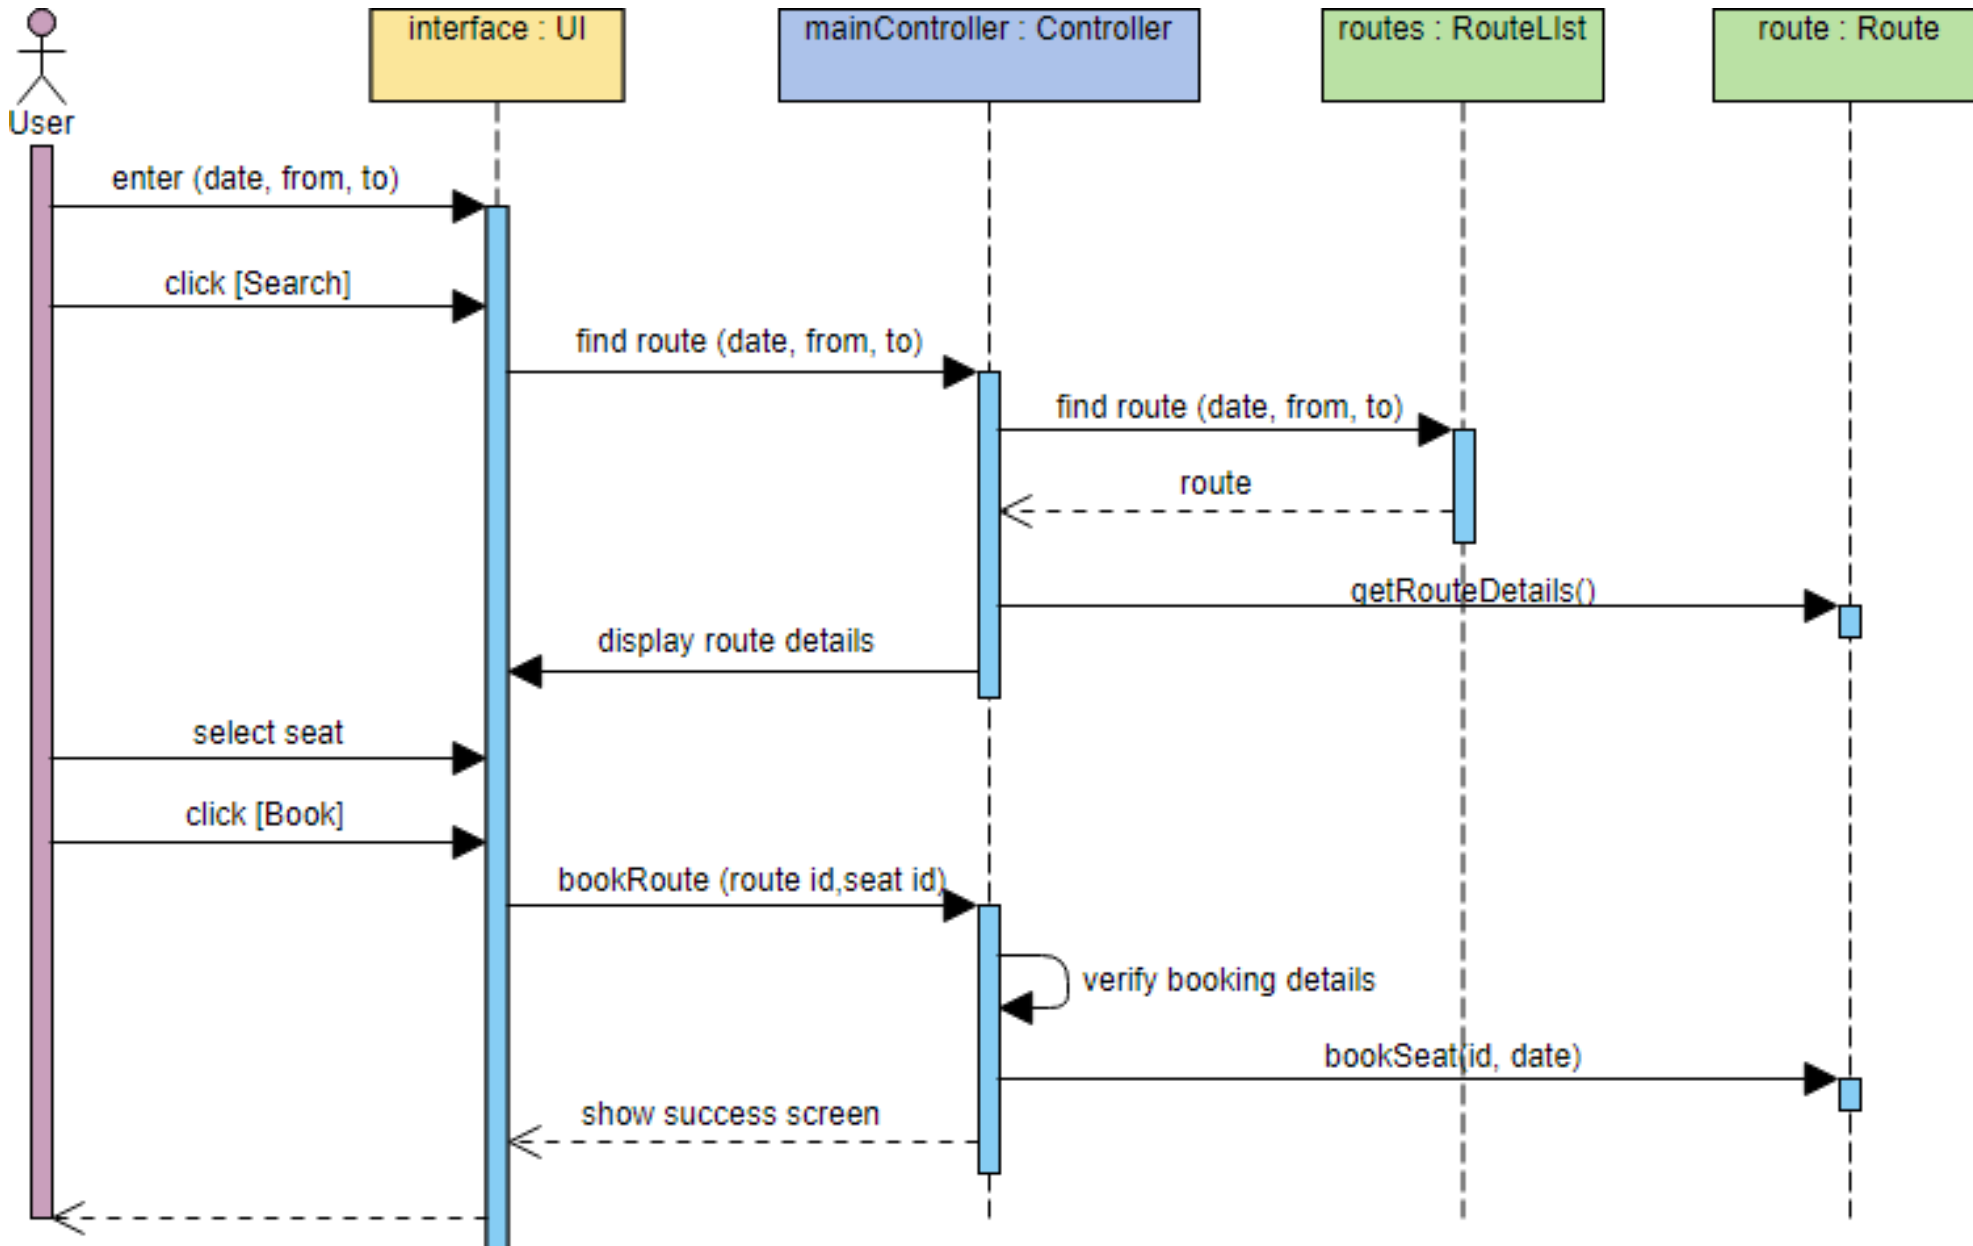 interface : UI
mainController : Controller
routes : RouteLIst
route : Route
User
enter (date, from, to)
click [Search]
find route (date, from, to)
find route (date, from, to)
route
getRouteDetails()
display route details
select seat
click [Book]
bookRoute (route id,seat id)
verify booking details
bookSeat(id, date)
show success screen